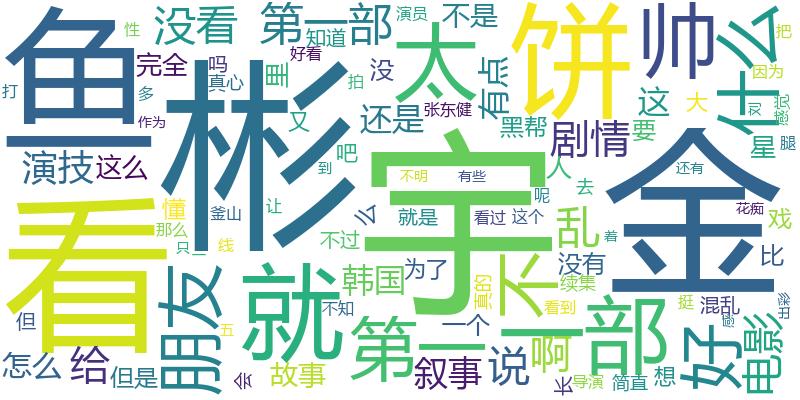 演员
不是
性
把
第一部
没看
知道
什么
帅
饼
太
因为
鱼
好看
吗
完全
真心
没
里
有点
打
多
拍
大
感觉
刘
作为
又
还是
张东健
黑帮
这
要
剧情
星
腿
演技
这么
吧
彬
宇
金
到
不明
有些
人
还有
看
懂
让
呢
去
花痴
釜山
么
就是
看过
这个
乱
戏
那么
只
线
不过
着
比
朋友
就
韩国
为了
没有
不
续集
真的
挺
混乱
出彩
但
不知
看到
五
第一
一个
一部
感
怎么
给
但是
会
故事
叙事
说
啊
长
导演
简直
想
好
电影